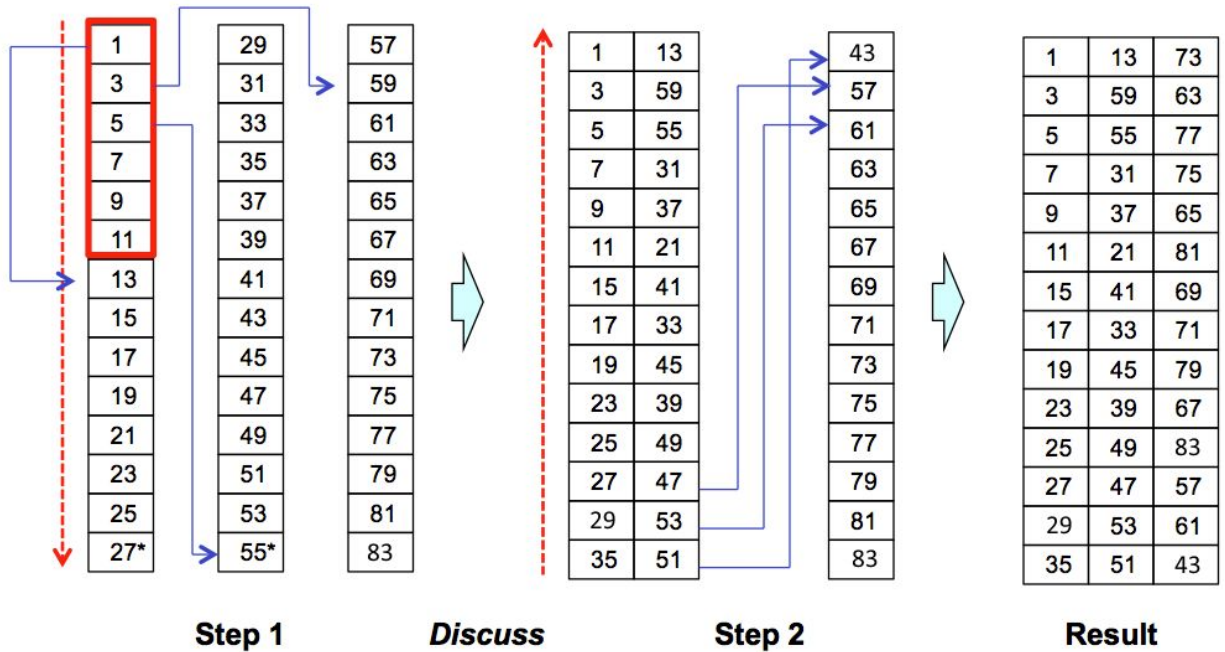 1 29 57 1 13 43 1 13 73
3 31 59 3 59 57 3 59 63
5 33 61 5 55 61 5 55 77
7 35 63 7 31 63 7 31 75
9 37 65 9 37 65 9 37 65
11 39 67 11 21 67 11 21 81
13 41 69 15 41 69 15 41 69
15 43 71 17 33 71 17 33 71
17 45 73 19 45 73 19 45 79
19 47 75 23 39 75 23 39 67
21 49 77 25 49 77 25 49 83
23 51 79 27 47 79 27 47 57
25 53 81 29 53 81 29 53 61
27* 55* 83 35 51 83 35 51 43
Step 1 Discuss Step 2 Result